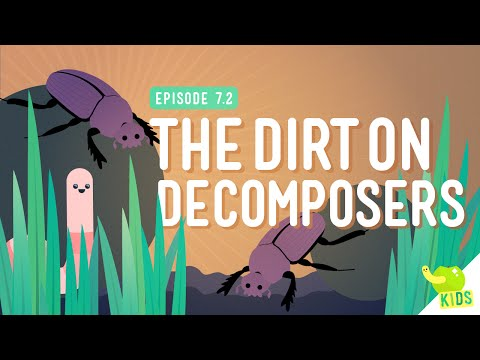 EPISODE 7.2
THE DIRT ON
DECOMPOSERS
KIDS